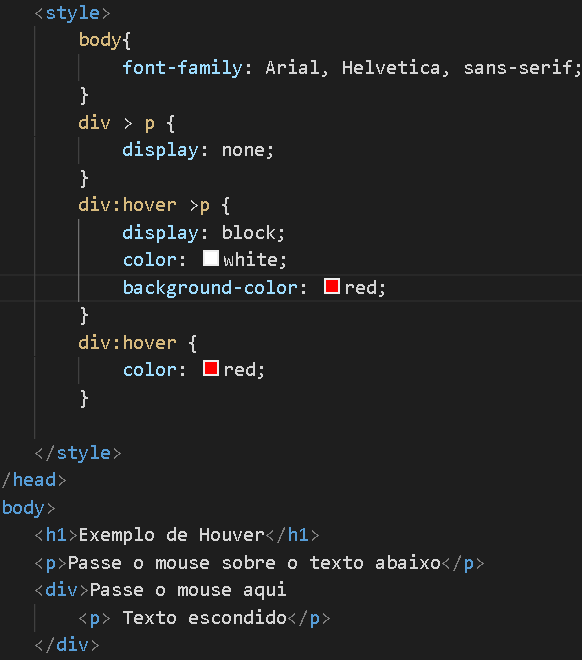 <style>
body{
font-family: Arial, Helvetica, sans-serif;
}
div > p {
display: none;
}
div:hover >p {
display: block;
color: white;
background-color: red;
}
div:hover {
color: red;
}
</style>
/head>
body>
<h1>Exemplo de Houver</h1>
<p>Passe o mouse sobre o texto abaixo</p>
<div>Passe o mouse aqui
<p> Texto escondido</p>
</div>